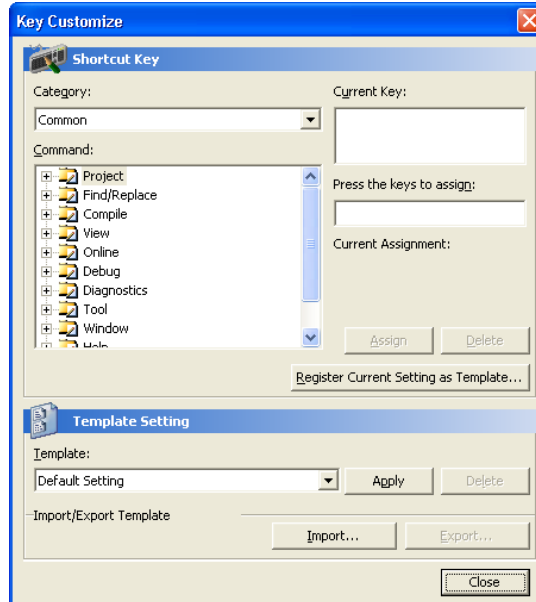 Key Customize
Shortcut Key
Category:
Common
Command:
Project
Find/Replace
Compile
View
Online
Debug
Diagnostics
Tool
Window
Help
Current Key:
Press the keys to assign:
Current Assignment:
Assign
Delete
Register Current Setting as Template...
Template Setting
Template:
Default Setting
Apply
Delete
Import/Export Template
Import...
Export...
Close